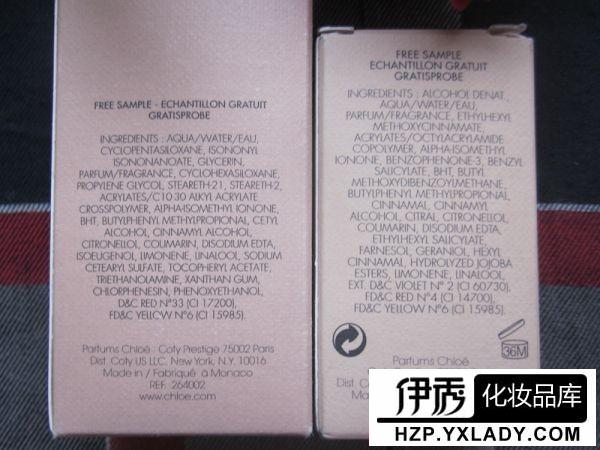 FREE SAMPLE - ECHANTILLON GRATUIT
GRATISPROBE
INGREDIENTS : AQUA/WATER/EAU,
CYCLOPENTASILOXANE, ISONONYL
ISONONANOATE, GLYCERIN,
PARFUM/FRAGRANCE, CYCLOHEXASILOXANE,
PROPYLENE GLYCOL, STEARETH-21, STEARETH-2,
ACRYLATES/C10-30 ALKYL ACRYLATE
CROSSPOLYMER, ALPHA-ISOMETHYL IONONE,
BHT, BUTYLPHENYL METHYLPROPIONAL, CETYL
ALCOHOL, CINNAMYL ALCOHOL,
CITRONELLOL, COUMARIN, DISODIUM EDTA,
ISOEUGENOL, LIMONENE, LINALOOL, SODIUM
CETEARYL SULFATE, TOCOPHERYL ACETATE,
TRIETHANOLAMINE, XANTHAN GUM,
CHLORPHENESIN, PHENOXYETHANOL,
D&C RED N°33 (CI 17200),
FD&C YELLOW N°6 (CI 15985).
Parfums Chloé : Coty Prestige 75002 Paris
Dist. Coty US LLC. New York, N.Y. 10016
Made in / Fabriqué à Monaco
REF. 264002
www.chloe.com
FREE SAMPLE
ECHANTILLON GRATUIT
GRATISPROBE
INGREDIENTS : ALCOHOL DENAT.,
AQUA/WATER/EAU,
PARFUM/FRAGRANCE, ETHYLHEXYL
METHOXYCINNAMATE,
ACRYLATES/OCTYLACRYLAMIDE
COPOLYMER, ALPHA-ISOMETHYL
IONONE, BENZOPHENONE-3, BENZYL
SALICYLATE, BHT, BUTYL
METHOXYDIBENZOYLMETHANE,
BUTYLPHENYL METHYLPROPIONAL,
CINNAMAL, CINNAMYL
ALCOHOL, CITRAL, CITRONELLOL,
COUMARIN, DISODIUM EDTA,
ETHYLHEXYL SALICYLATE,
FARNESOL, GERANIOL, HEXYL
CINNAMAL, HYDROLYZED JOJOBA
ESTERS, LIMONENE, LINALOOL,
EXT. D&C VIOLET N° 2 (CI 60730),
FD&C RED N°4 (CI 14700),
FD&C YELLOW N°6 (CI 15985).
36M
Parfums Chloé
Dist.
伊秀 化妆品库
HZP.YXLADY.COM